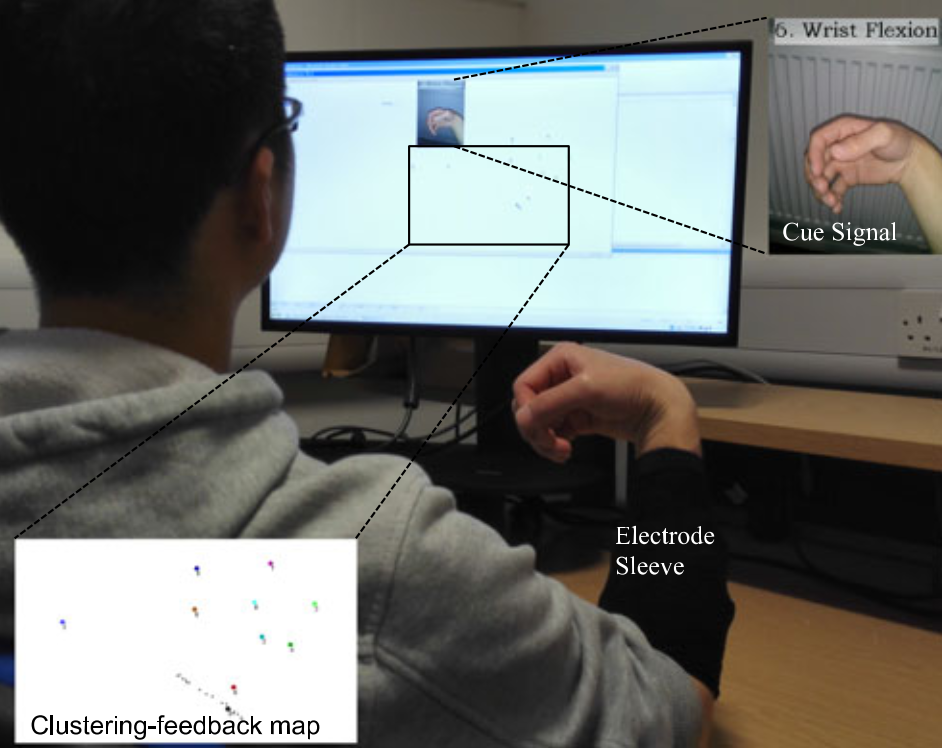 6. Wrist Flexion
Cue Signal
Electrode
Sleeve
Clustering-feedback map